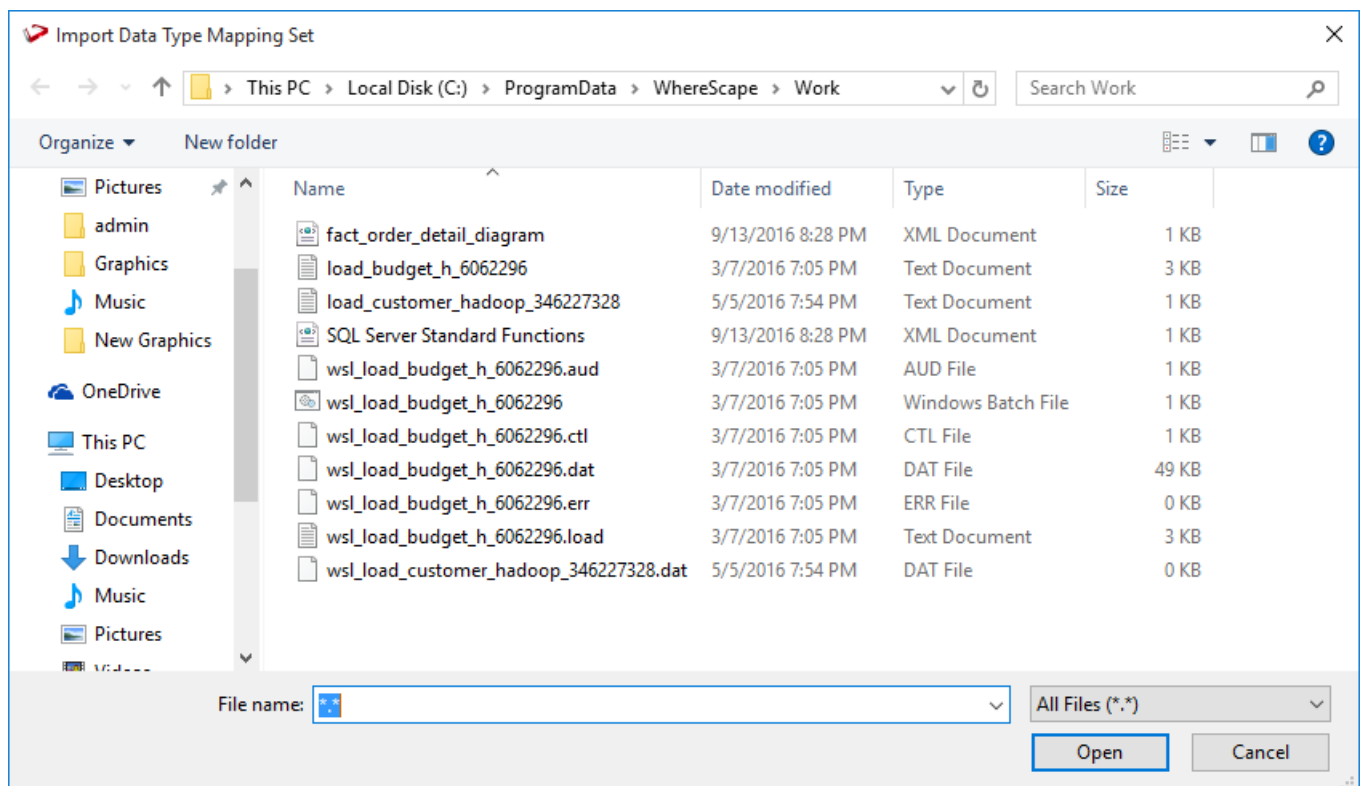 Import Data Type Mapping Set
This PC > Local Disk (C:) > ProgramData > WhereScape > Work
Search Work
Organize
New folder
?
Name
Date modified
Type
Size
Pictures
admin
Graphics
Music
New Graphics
OneDrive
This PC
Desktop
Documents
Downloads
Music
Pictures
Videos
fact_order_detail_diagram 9/13/2016 8:28 PM XML Document 1 KB
load_budget_h_6062296 3/7/2016 7:05 PM Text Document 3 KB
load_customer_hadoop_346227328 5/5/2016 7:54 PM Text Document 1 KB
SQL Server Standard Functions 9/13/2016 8:28 PM XML Document 1 KB
wsl_load_budget_h_6062296.aud 3/7/2016 7:05 PM AUD File 1 KB
wsl_load_budget_h_6062296 3/7/2016 7:05 PM Windows Batch File 1 KB
wsl_load_budget_h_6062296.ctl 3/7/2016 7:05 PM CTL File 1 KB
wsl_load_budget_h_6062296.dat 3/7/2016 7:05 PM DAT File 49 KB
wsl_load_budget_h_6062296.err 3/7/2016 7:05 PM ERR File 0 KB
wsl_load_budget_h_6062296.load 3/7/2016 7:05 PM Text Document 3 KB
wsl_load_customer_hadoop_346227328.dat 5/5/2016 7:54 PM DAT File 0 KB
File name: *.*
All Files (*.*)
Open
Cancel